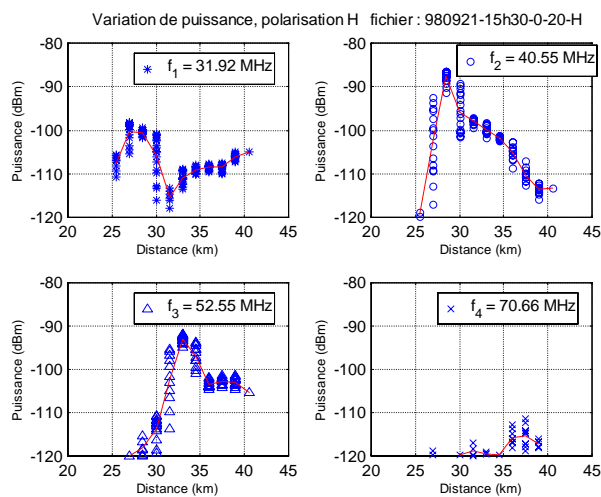 Variation de puissance, polarisation H fichier : 980921-15h30-0-20-H
-80
-90
-100
-110
-120
Puissance (dBm)
f1 = 31.92 MHz
20 25 30 35 40 45
Distance (km)
-80
-90
-100
-110
-120
Puissance (dBm)
f2 = 40.55 MHz
20 25 30 35 40 45
Distance (km)
-80
-90
-100
-110
-120
Puissance (dBm)
f3 = 52.55 MHz
20 25 30 35 40 45
Distance (km)
-80
-90
-100
-110
-120
Puissance (dBm)
f4 = 70.66 MHz
20 25 30 35 40 45
Distance (km)